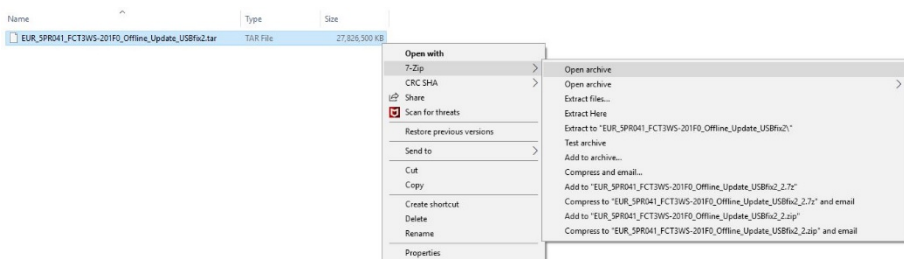 Name Type Size
EUR_5PR041_FCT3WS-201F0_Offline_Update_USBfix2.tar TAR File 27,826,500 KB
Open with
7-Zip
CRC SHA
Share
Scan for threats
Restore previous versions
Send to
Cut
Copy
Create shortcut
Delete
Rename
Properties
Open archive
Open archive
Extract files...
Extract Here
Extract to "EUR_5PR041_FCT3WS-201F0_Offline_Update_USBfix2\"
Test archive
Add to archive...
Compress and email...
Add to "EUR_5PR041_FCT3WS-201F0_Offline_Update_USBfix2_2.7z"
Compress to "EUR_5PR041_FCT3WS-201F0_Offline_Update_USBfix2_2.7z" and email
Add to "EUR_5PR041_FCT3WS-201F0_Offline_Update_USBfix2_2.zip"
Compress to "EUR_5PR041_FCT3WS-201F0_Offline_Update_USBfix2_2.zip" and email